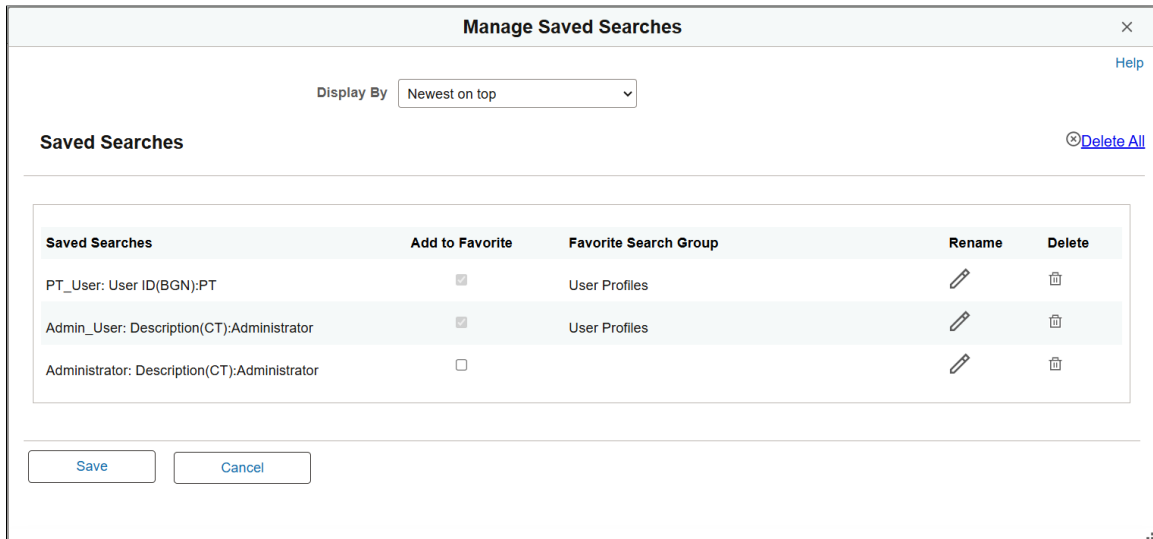 Manage Saved Searches
Help
Display By Newest on top
Saved Searches
Delete All
Saved Searches Add to Favorite Favorite Search Group Rename Delete
PT_User: User ID(BGN):PT User Profiles
Admin_User: Description(CT):Administrator User Profiles
Administrator: Description(CT):Administrator
Save Cancel